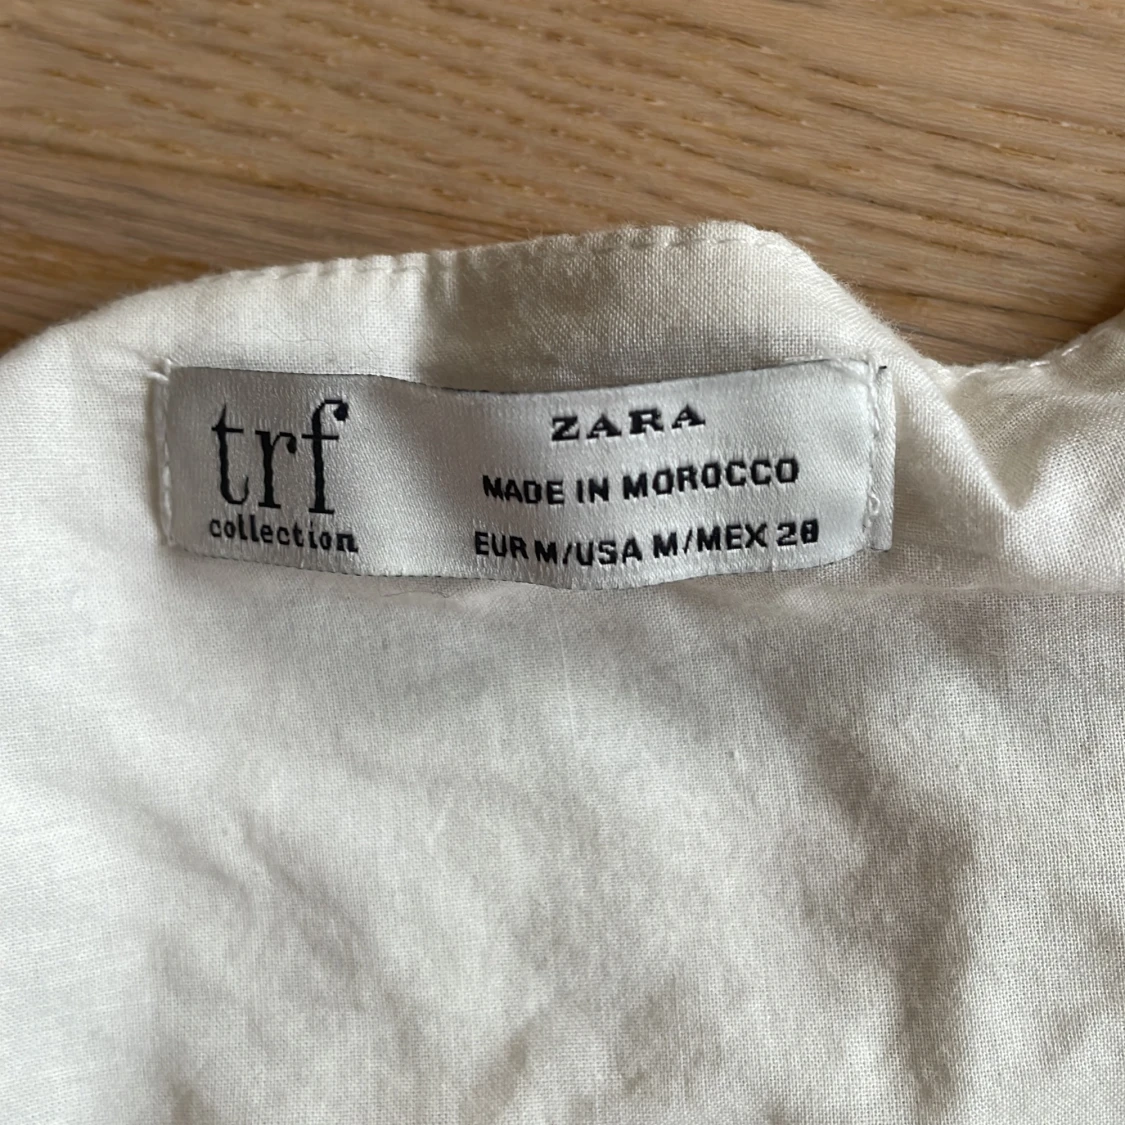 trf
collection
ZARA
MADE IN MOROCCO
EUR M/USA M/MEX 28